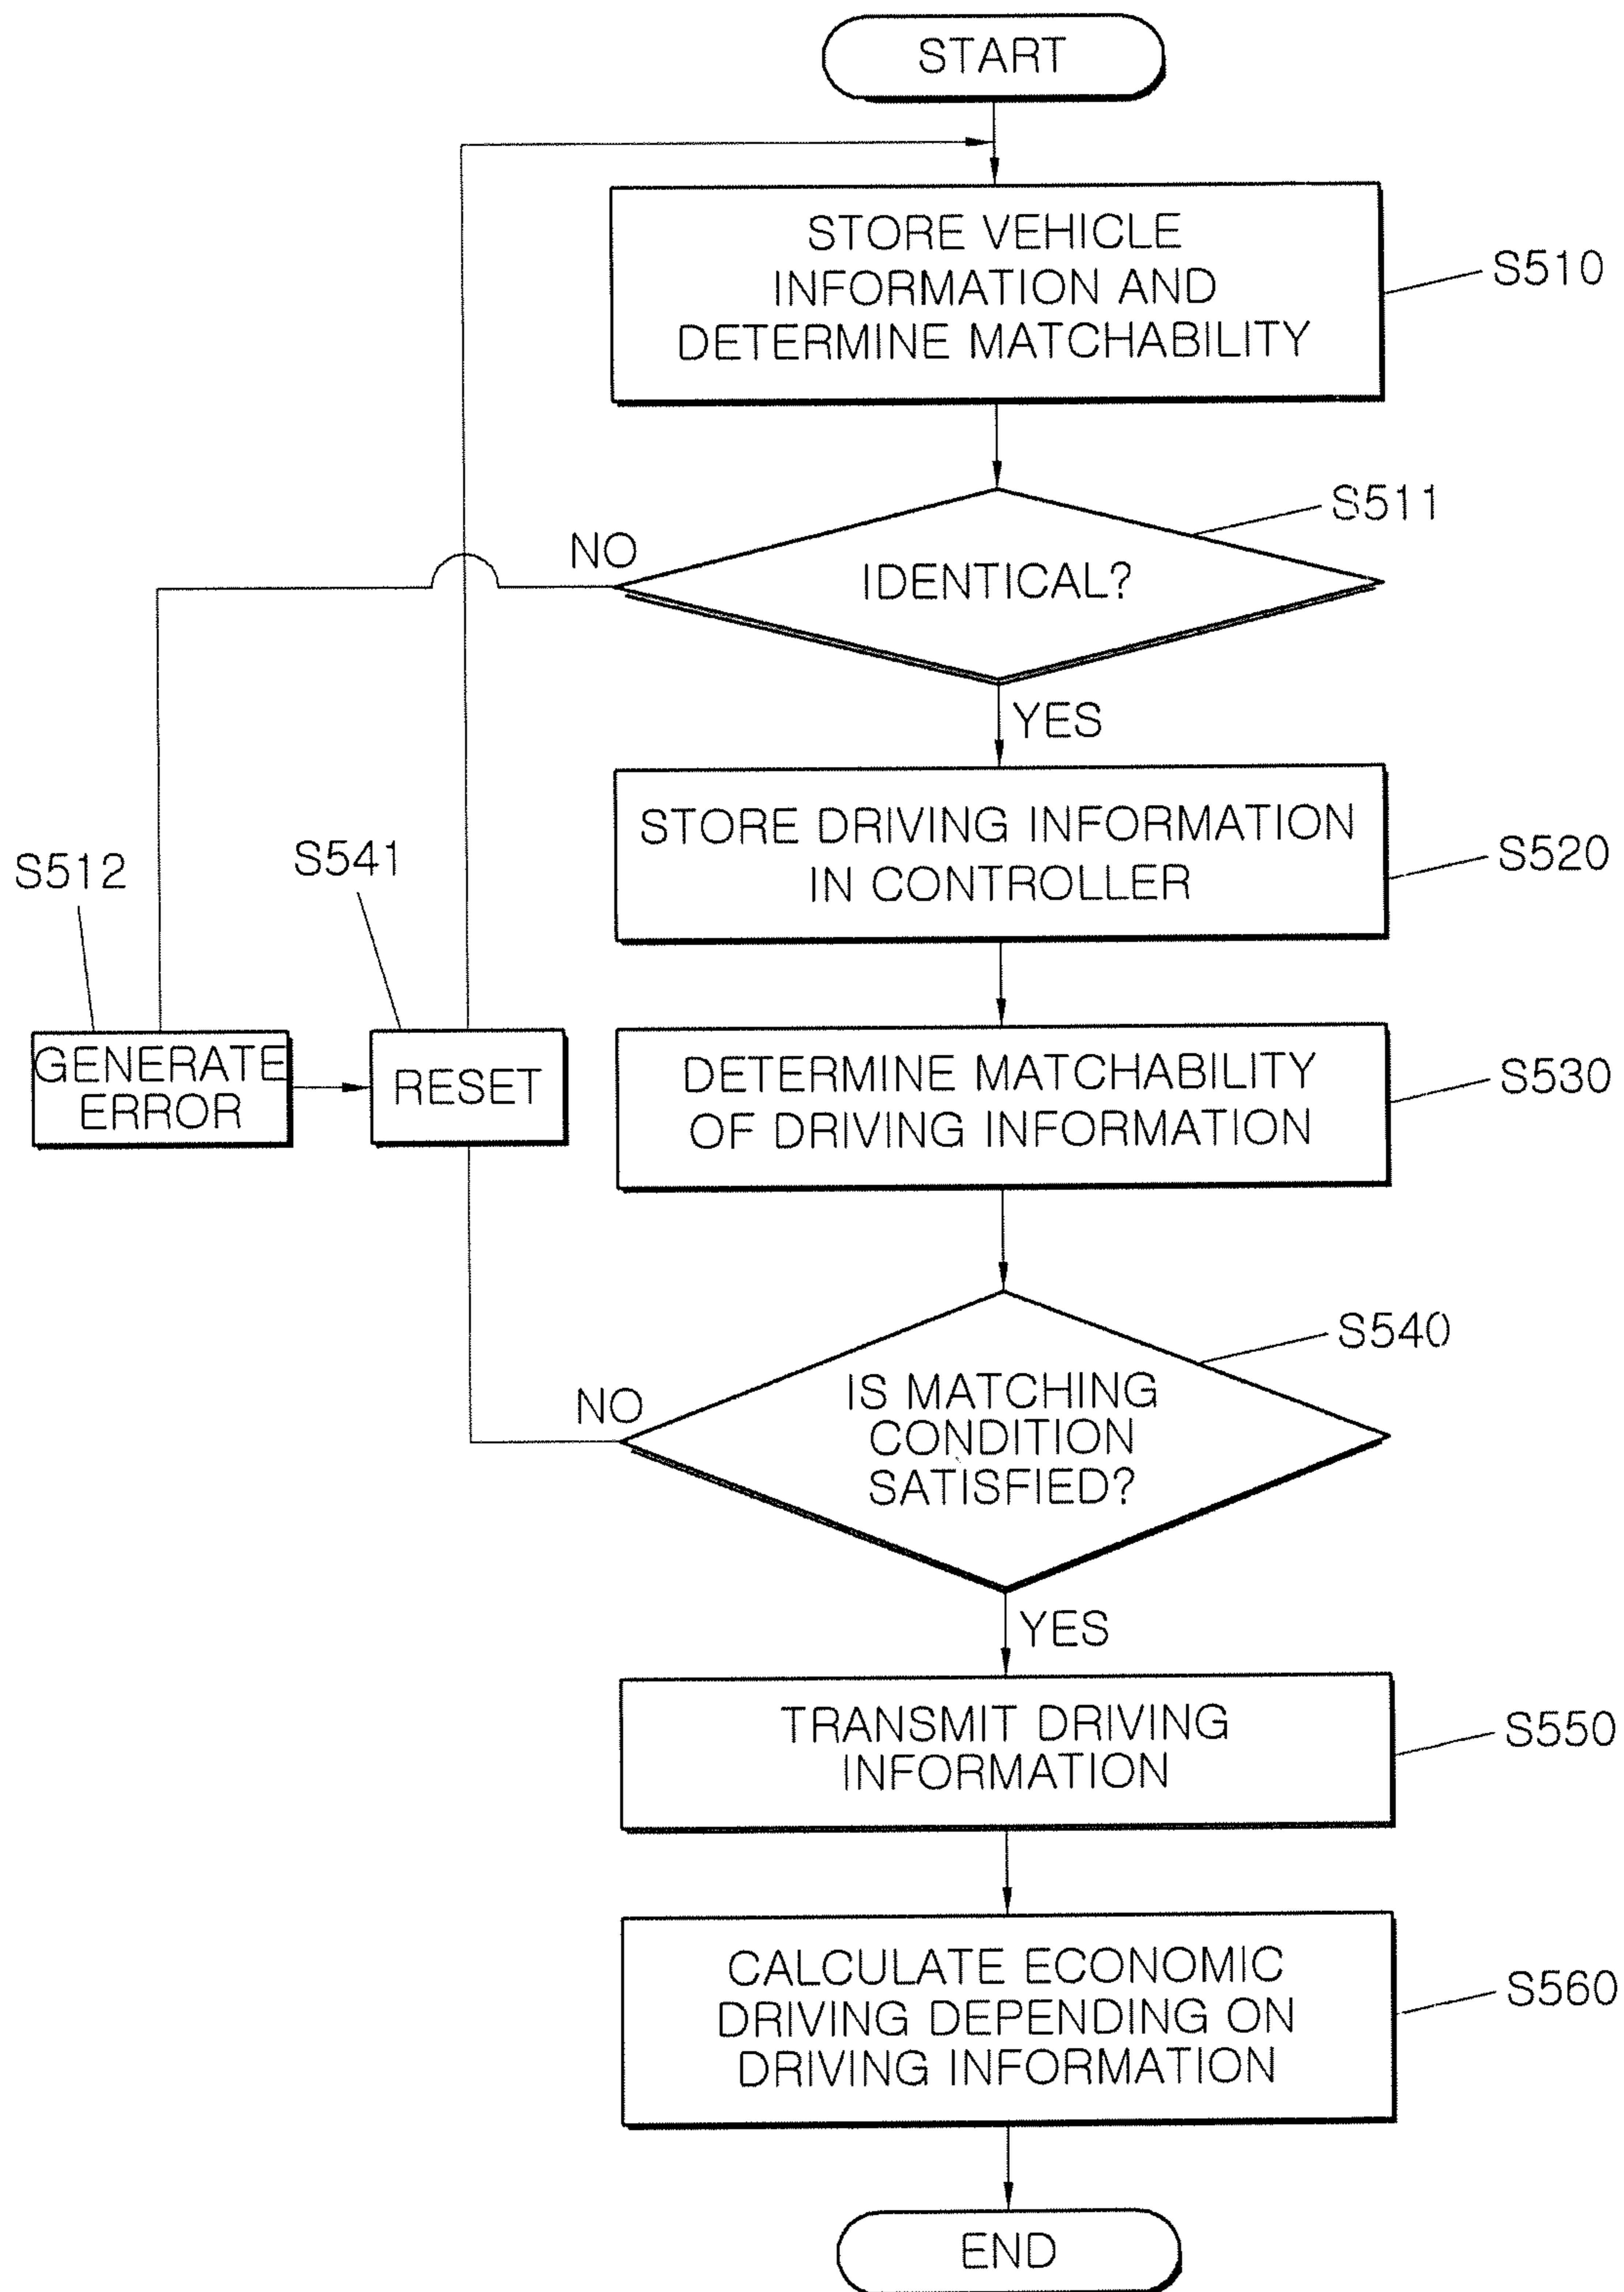 START
STORE VEHICLE
INFORMATION AND
DETERMINE MATCHABILITY
S510
S511
NO
IDENTICAL?
YES
STORE DRIVING INFORMATION
IN CONTROLLER
S520
S512
S541
GENERATE
ERROR
RESET
DETERMINE MATCHABILITY
OF DRIVING INFORMATION
S530
S540
NO
IS MATCHING
CONDITION
SATISFIED?
YES
TRANSMIT DRIVING
INFORMATION
S550
CALCULATE ECONOMIC
DRIVING DEPENDING ON
DRIVING INFORMATION
S560
END